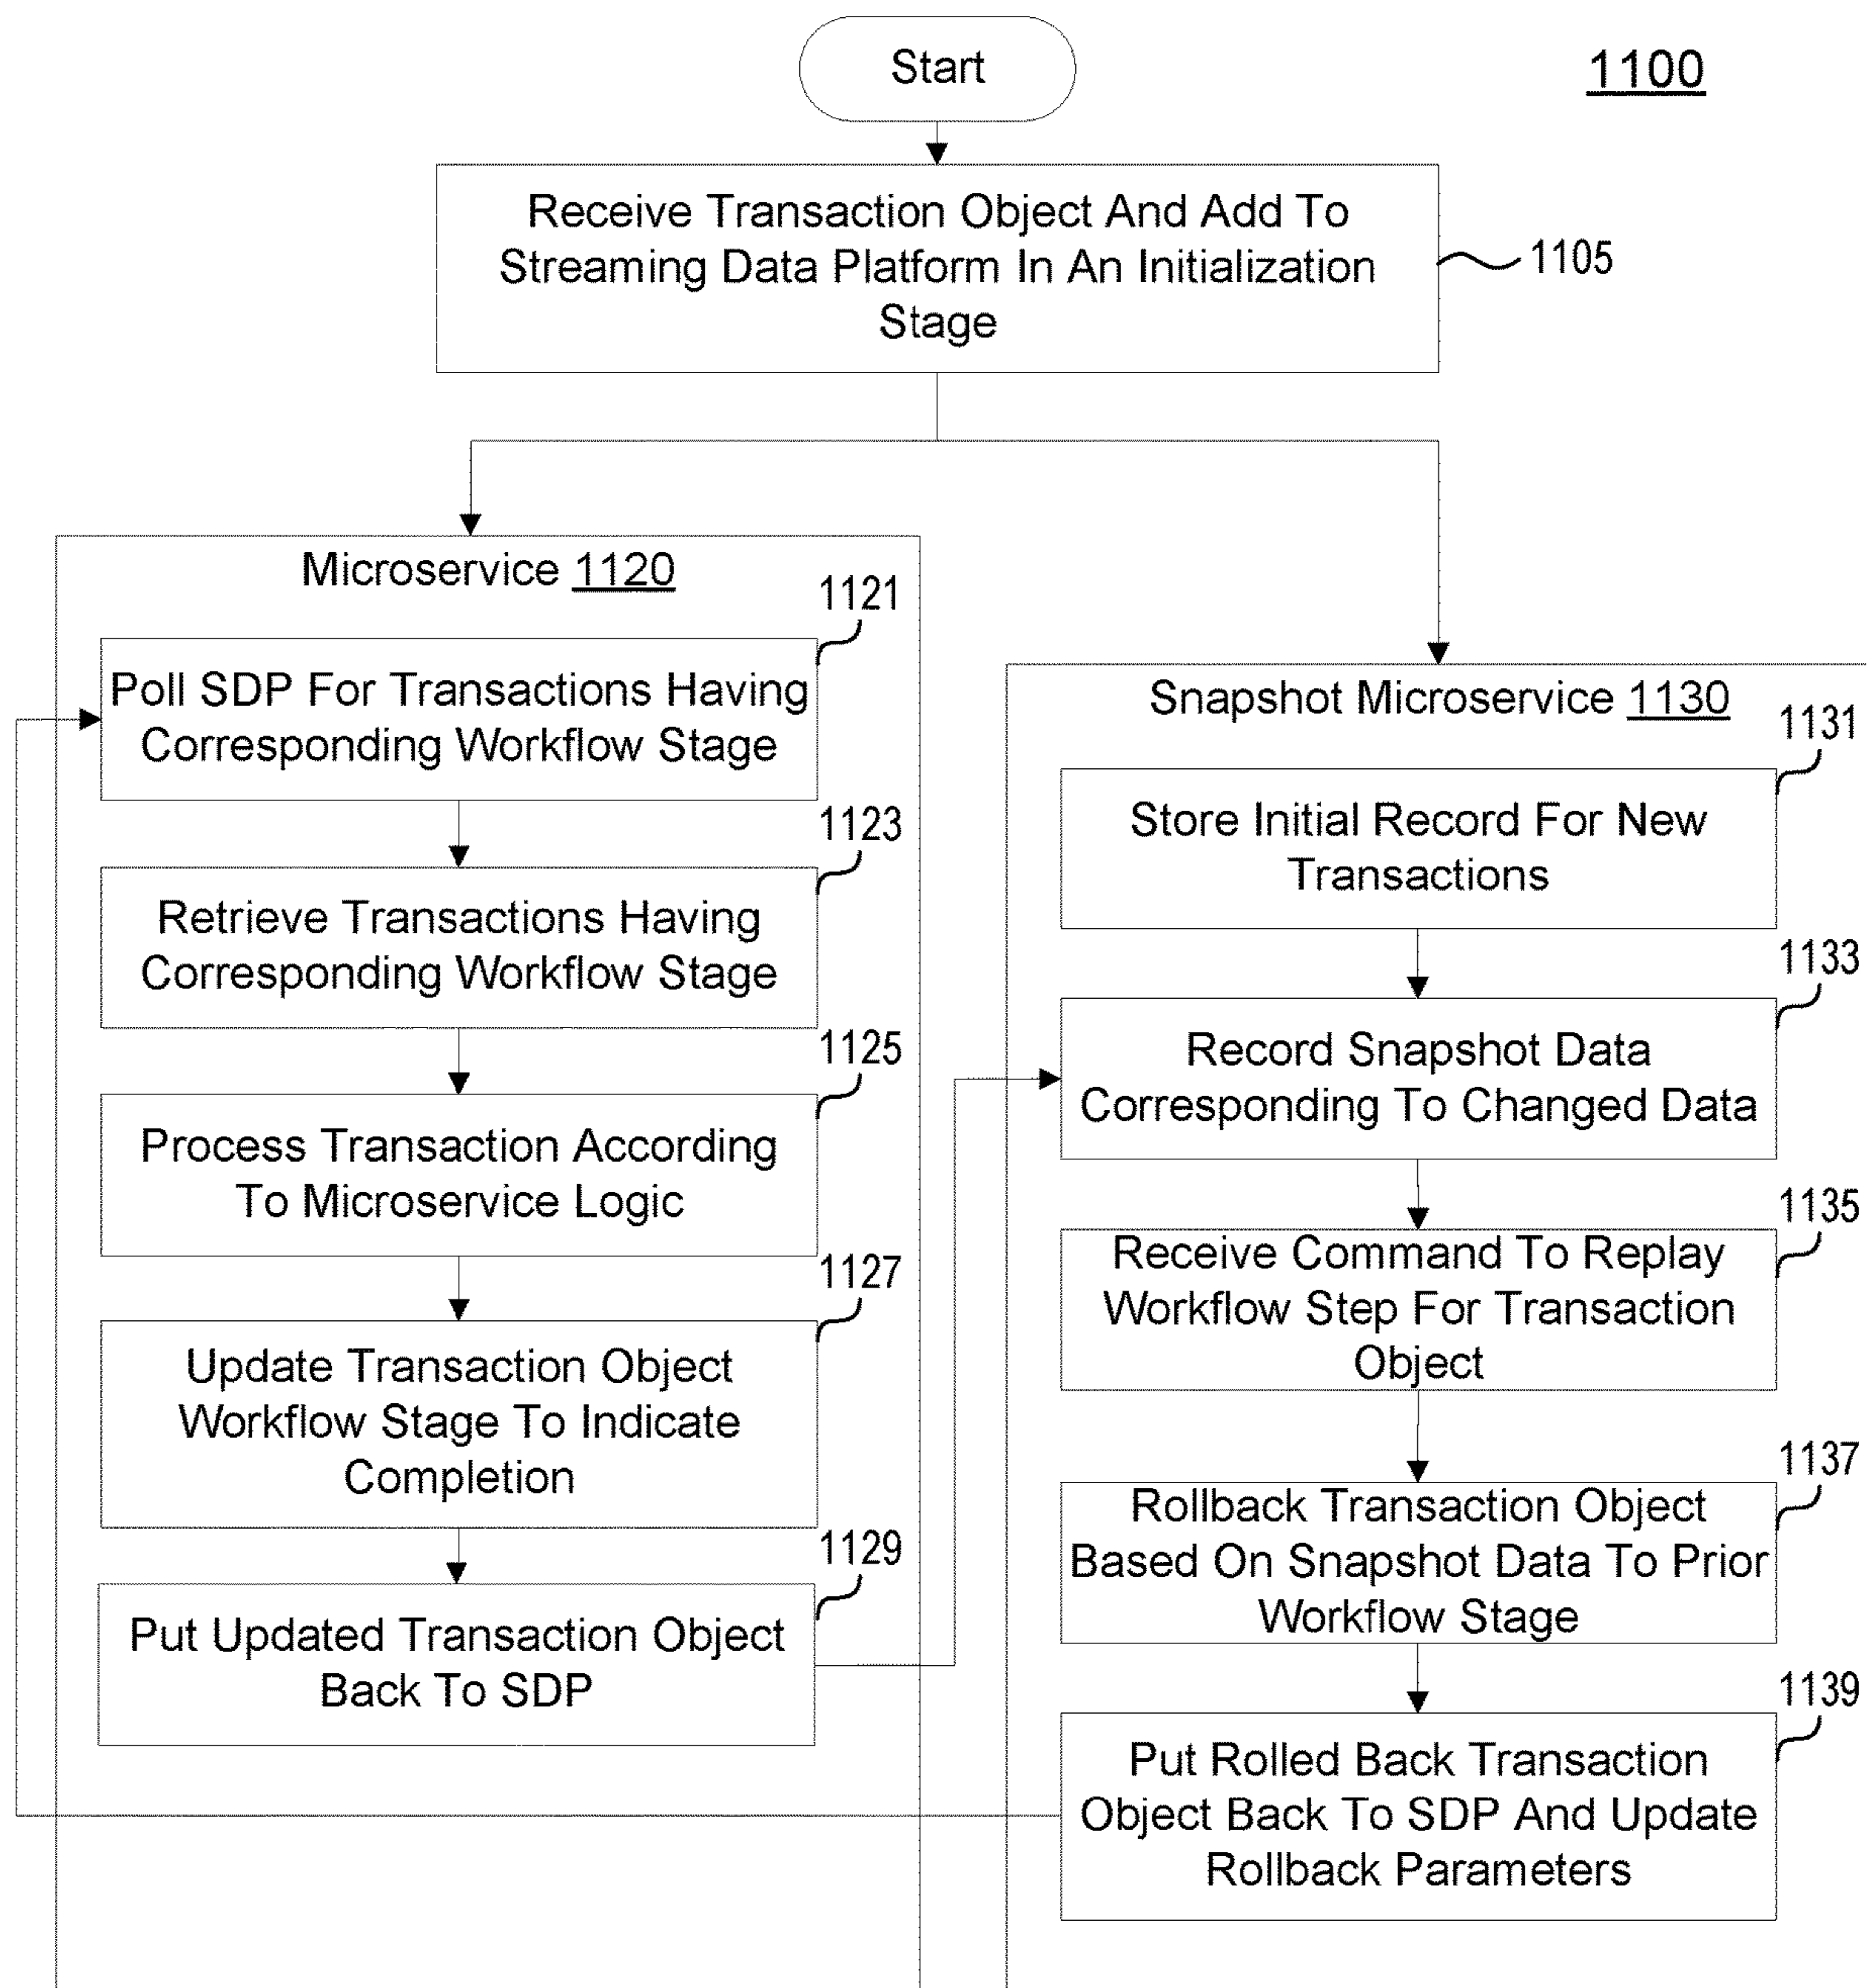 Start
1100
Receive Transaction Object And Add To
Streaming Data Platform In An Initialization
Stage
1105
Microservice 1120
1121
Poll SDP For Transactions Having
Corresponding Workflow Stage
1123
Retrieve Transactions Having
Corresponding Workflow Stage
1125
Process Transaction According
To Microservice Logic
1127
Update Transaction Object
Workflow Stage To Indicate
Completion
1129
Put Updated Transaction Object
Back To SDP
Snapshot Microservice 1130
1131
Store Initial Record For New
Transactions
1133
Record Snapshot Data
Corresponding To Changed Data
1135
Receive Command To Replay
Workflow Step For Transaction
Object
1137
Rollback Transaction Object
Based On Snapshot Data To Prior
Workflow Stage
1139
Put Rolled Back Transaction
Object Back To SDP And Update
Rollback Parameters